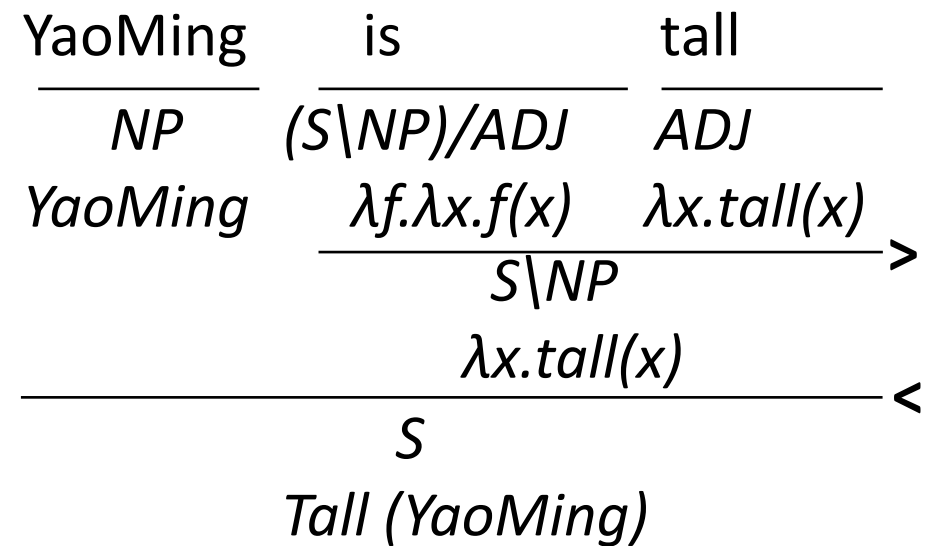 YaoMing is tall
NP (S\NP)/ADJ ADJ
YaoMing λf.λx.f(x) λx.tall(x)
>
S\NP
λx.tall(x)
<
S
Tall (YaoMing)